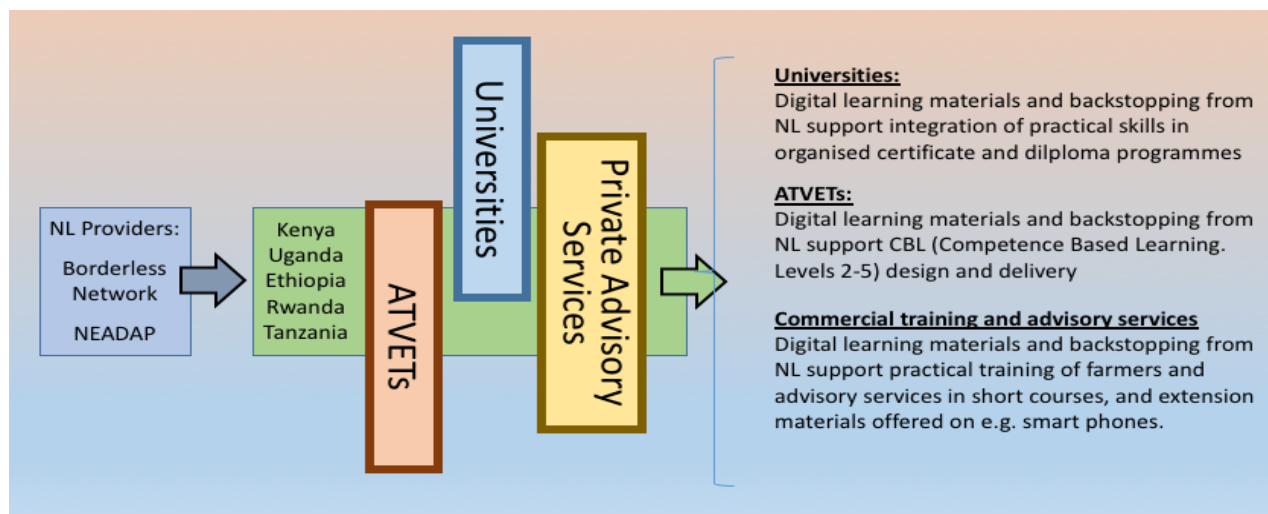 NL Providers:
Borderless
Network
NEADAP
Kenya
Uganda
Ethiopia
Rwanda
Tanzania
ATVETs
Universities
Private Advisory
Services
Universities:
Digital learning materials and backstopping from
NL support integration of practical skills in
organised certificate and dilploma programmes
ATVETs:
Digital learning materials and backstopping from
NL support CBL (Competence Based Learning.
Levels 2-5) design and delivery
Commercial training and advisory services
Digital learning materials and backstopping from
NL support practical training of farmers and
advisory services in short courses, and extension
materials offered on e.g. smart phones.